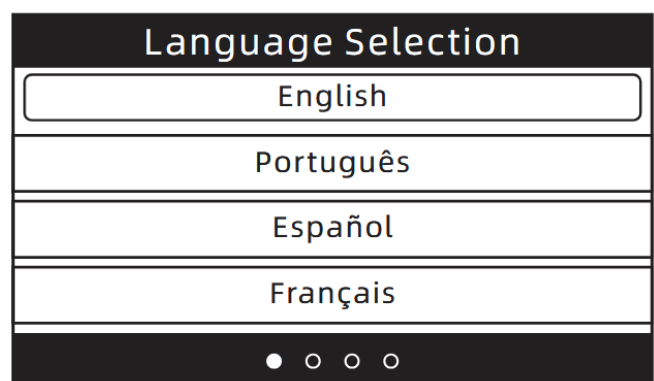 Language Selection
English
Português
Español
Français